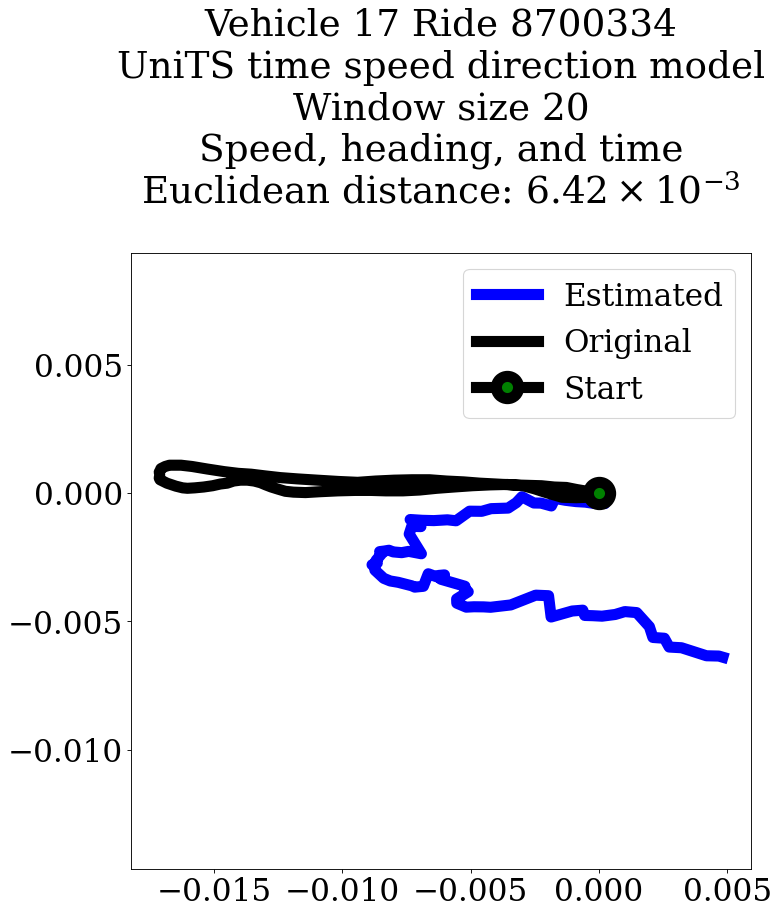 Vehicle 17 Ride 8700334
UniTS time speed direction model
Window size 20
Speed, heading, and time
Euclidean distance: 6.42 × 10⁻³
Estimated
Original
Start
0.005
0.000
−0.005
−0.010
−0.015 −0.010 −0.005 0.000 0.005